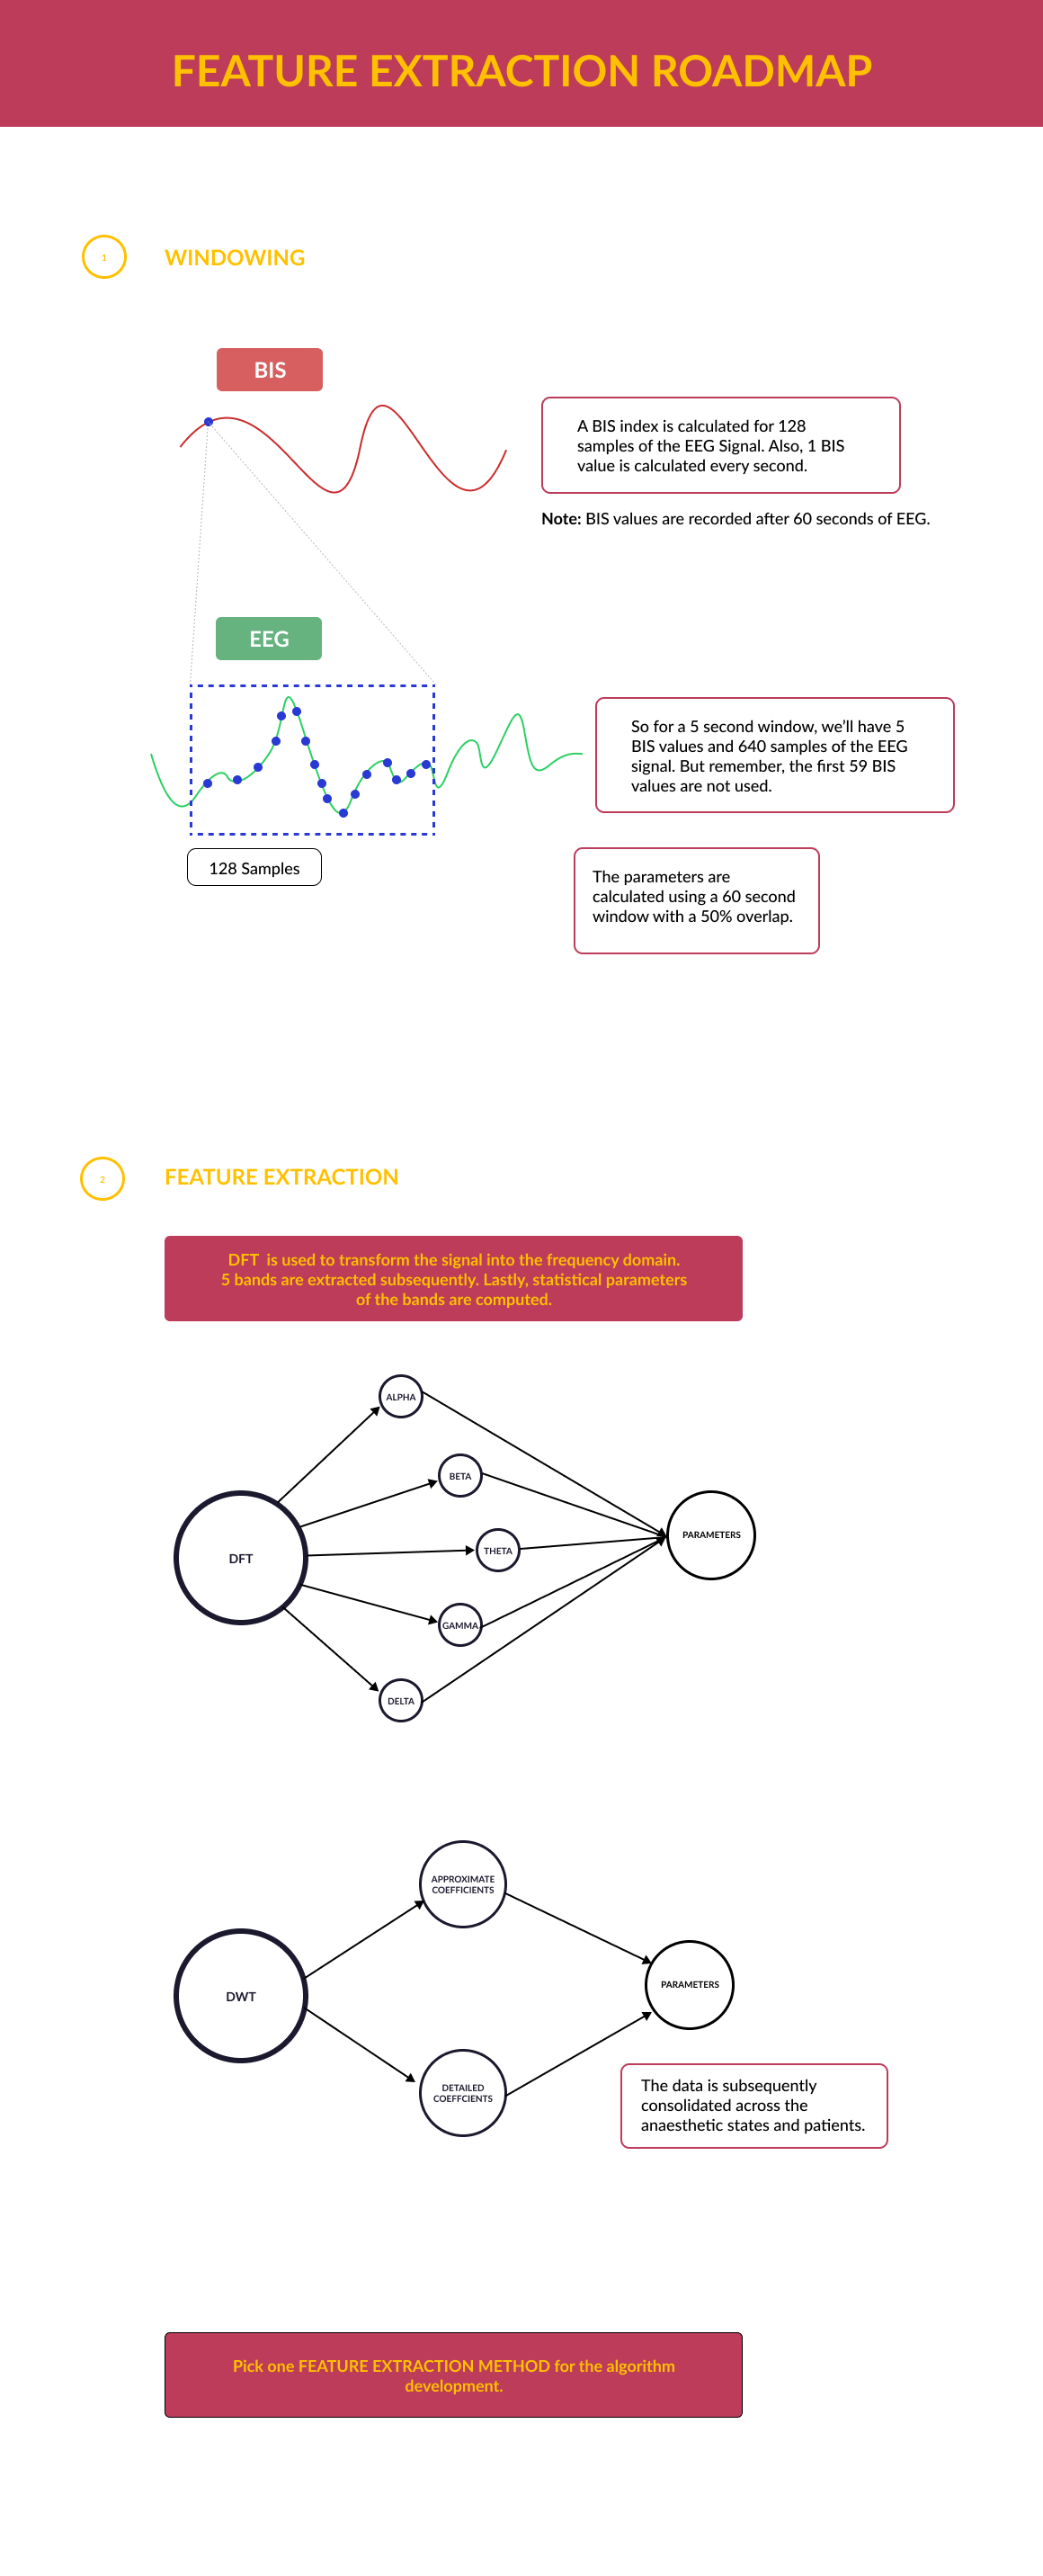 FEATURE EXTRACTION ROADMAP
1
WINDOWING
BIS
A BIS index is calculated for 128
samples of the EEG Signal. Also, 1 BIS
value is calculated every second.
Note: BIS values are recorded after 60 seconds of EEG.
EEG
So for a 5 second window, we’ll have 5
BIS values and 640 samples of the EEG
signal. But remember, the first 59 BIS
values are not used.
128 Samples
The parameters are
calculated using a 60 second
window with a 50% overlap.
2
FEATURE EXTRACTION
DFT is used to transform the signal into the frequency domain.
5 bands are extracted subsequently. Lastly, statistical parameters
of the bands are computed.
ALPHA
BETA
THETA
GAMMA
DELTA
DFT
PARAMETERS
APPROXIMATE
COEFFICIENTS
DWT
PARAMETERS
DETAILED
COEFFCIENTS
The data is subsequently
consolidated across the
anaesthetic states and patients.
Pick one FEATURE EXTRACTION METHOD for the algorithm
development.